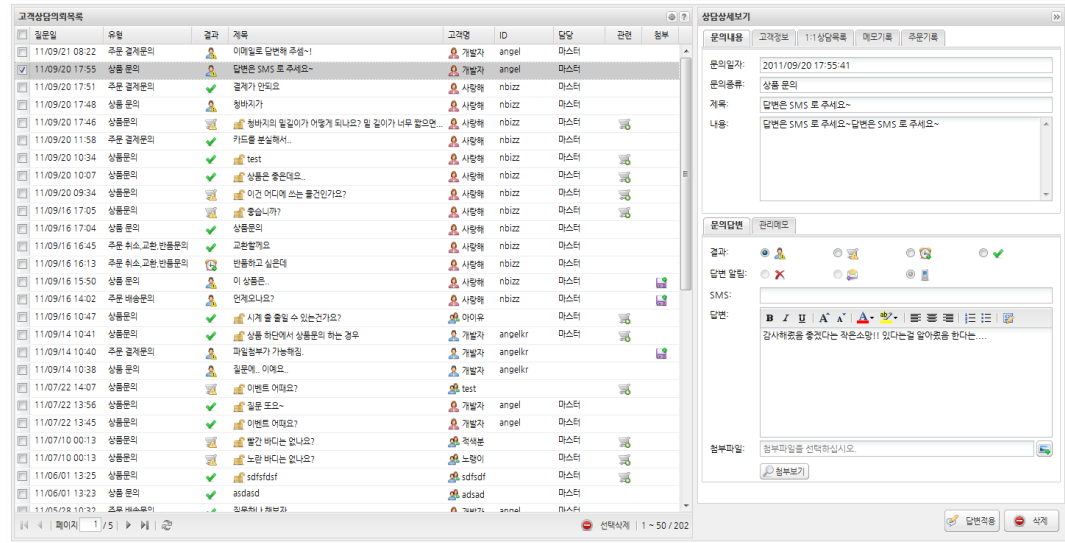 고객상담의뢰목록
질문일 유형 결과 제목 고객명 ID 담당 관련 첨부
11/09/21 08:22 주문 결제문의 이메일로 답변해 주셈~! 개발자 angel 마스터
11/09/20 17:55 상품 문의 답변은 SMS 로 주세요~ 개발자 angel 마스터
11/09/20 17:51 주문 결제문의 결제가 안되요 사랑해 nbizz 마스터
11/09/20 17:48 상품 문의 청바지가 사랑해 nbizz 마스터
11/09/20 17:46 상품문의 청바지의 밑길이가 어떻게 되나요? 밑 길이가 너무 짧으면... 사랑해 nbizz 마스터
11/09/20 11:58 주문 결제문의 카드를 분실해서.. 사랑해 nbizz 마스터
11/09/20 10:34 상품문의 test 사랑해 nbizz 마스터
11/09/20 10:07 상품문의 상품은 좋은데요.. 사랑해 nbizz 마스터
11/09/20 09:34 상품문의 이건 어디에 쓰는 물건인가요? 사랑해 nbizz 마스터
11/09/16 17:05 상품문의 좋습니까? 사랑해 nbizz 마스터
11/09/16 17:04 상품 문의 상품문의 사랑해 nbizz 마스터
11/09/16 16:45 주문 취소,교환,반품문의 교환할께요 사랑해 nbizz 마스터
11/09/16 16:13 주문 취소,교환,반품문의 반품하고 싶은데 사랑해 nbizz 마스터
11/09/16 15:50 상품 문의 이 상품은.. 사랑해 nbizz 마스터
11/09/16 14:02 주문 배송문의 언제오나요? 사랑해 nbizz 마스터
11/09/16 10:47 상품문의 시계 줄 줄일 수 있는건가요? 아이유 마스터
11/09/14 10:41 상품문의 상품 하단에서 상품문의 하는 경우 개발자 angelkr 마스터
11/09/14 10:40 주문 결제문의 파일첨부가 가능해짐. 개발자 angelkr
11/09/14 10:38 상품 문의 질문에.. 이예요.. 개발자 angelkr
11/07/22 14:07 상품문의 이벤트 어때요? test
11/07/22 13:56 상품문의 질문 또요~ 개발자 angel 마스터
11/07/22 13:45 상품문의 이벤트 어때요? 개발자 angel 마스터
11/07/10 00:13 상품문의 빨간 바디는 없나요? 적색분 마스터
11/07/10 00:13 상품문의 노란 바디는 없나요? 노랭이 마스터
11/06/01 13:25 상품문의 sdfsfdsf sdfsdf 마스터
11/06/01 13:23 상품 문의 asdasd adsad 마스터
11/05/28 10:32 주문 배송문의 질문하나 해보자 개발자 angel 마스터
페이지 1 / 5 선택삭제 1 ~ 50 / 202
상담상세보기
문의내용 고객정보 1:1상담목록 메모기록 주문기록
문의일자: 2011/09/20 17:55:41
문의종류: 상품 문의
제목: 답변은 SMS 로 주세요~
내용: 답변은 SMS 로 주세요~답변은 SMS 로 주세요~
문의답변 관리메모
결과:
답변 알림:
SMS:
답변: B I U A A A
감사해렸음 좋겠다는 작은소망!! 있다는걸 알아렸음 한다는....
첨부파일: 첨부파일을 선택하십시오.
첨부보기
답변적용 삭제